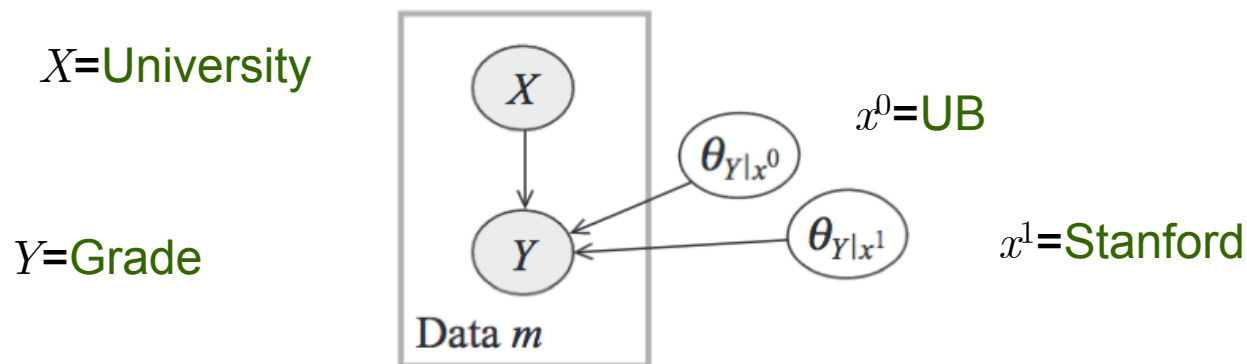 X=University
X
x⁰=UB
θ_{Y|x⁰}
Y=Grade
Y
θ_{Y|x¹}
x¹=Stanford
Data m